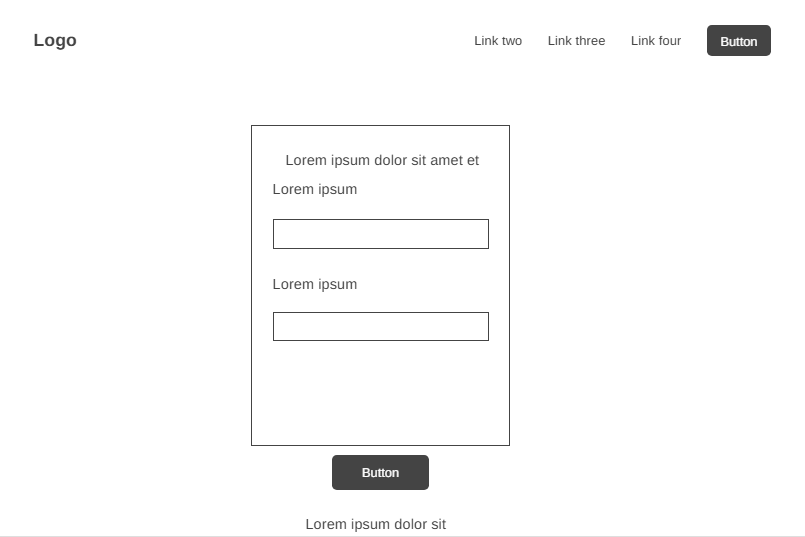 Logo
Link two Link three Link four Button
Lorem ipsum dolor sit amet et
Lorem ipsum
Lorem ipsum
Button
Lorem ipsum dolor sit